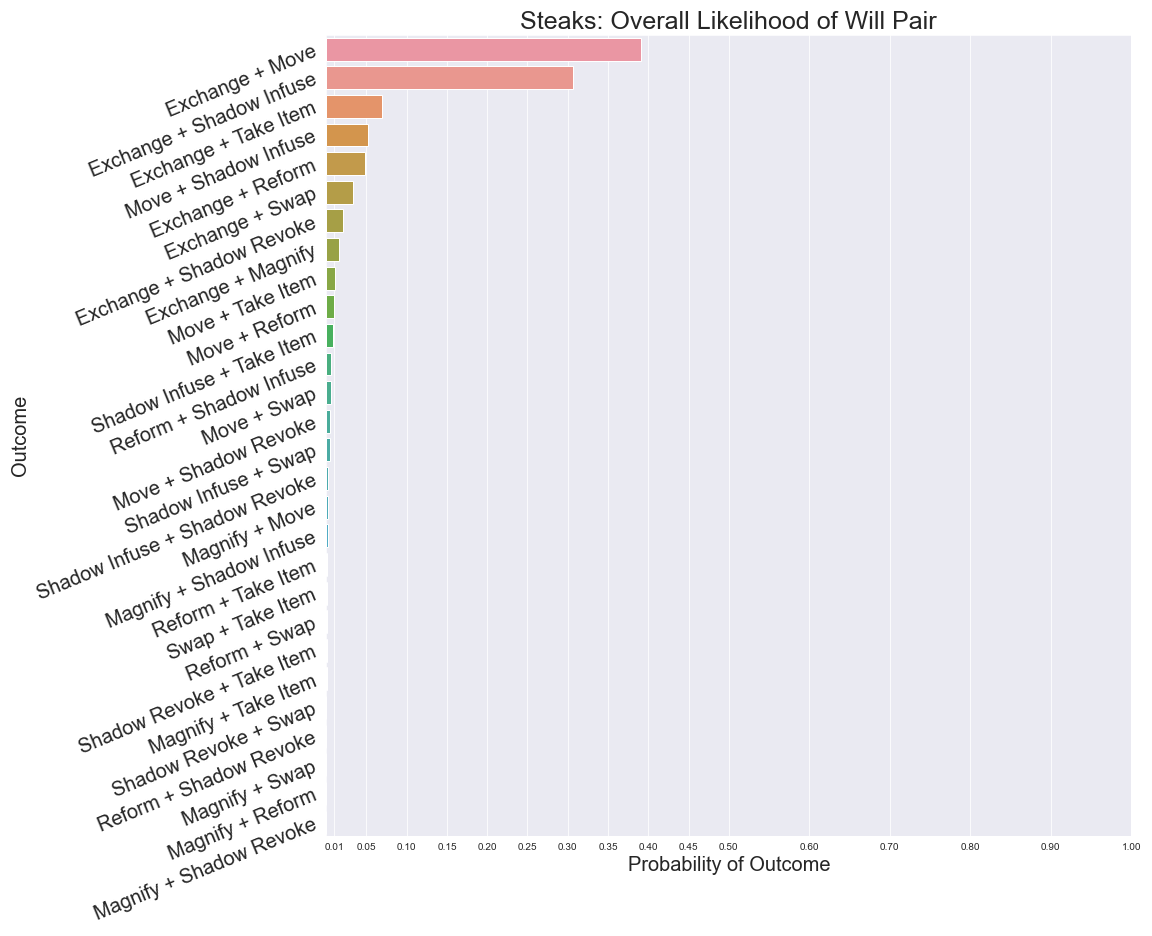 Steaks: Overall Likelihood of Will Pair
Outcome
Exchange + Move
Exchange + Shadow Infuse
Exchange + Take Item
Move + Shadow Infuse
Exchange + Reform
Exchange + Swap
Exchange + Shadow Revoke
Exchange + Magnify
Move + Take Item
Move + Reform
Shadow Infuse + Take Item
Reform + Shadow Infuse
Move + Swap
Move + Shadow Revoke
Shadow Infuse + Swap
Shadow Infuse + Shadow Revoke
Magnify + Move
Magnify + Shadow Infuse
Reform + Take Item
Swap + Take Item
Reform + Swap
Shadow Revoke + Take Item
Magnify + Take Item
Shadow Revoke + Swap
Reform + Shadow Revoke
Magnify + Swap
Magnify + Reform
Magnify + Shadow Revoke
0.01 0.05 0.10 0.15 0.20 0.25 0.30 0.35 0.40 0.45 0.50 0.60 0.70 0.80 0.90 1.00
Probability of Outcome